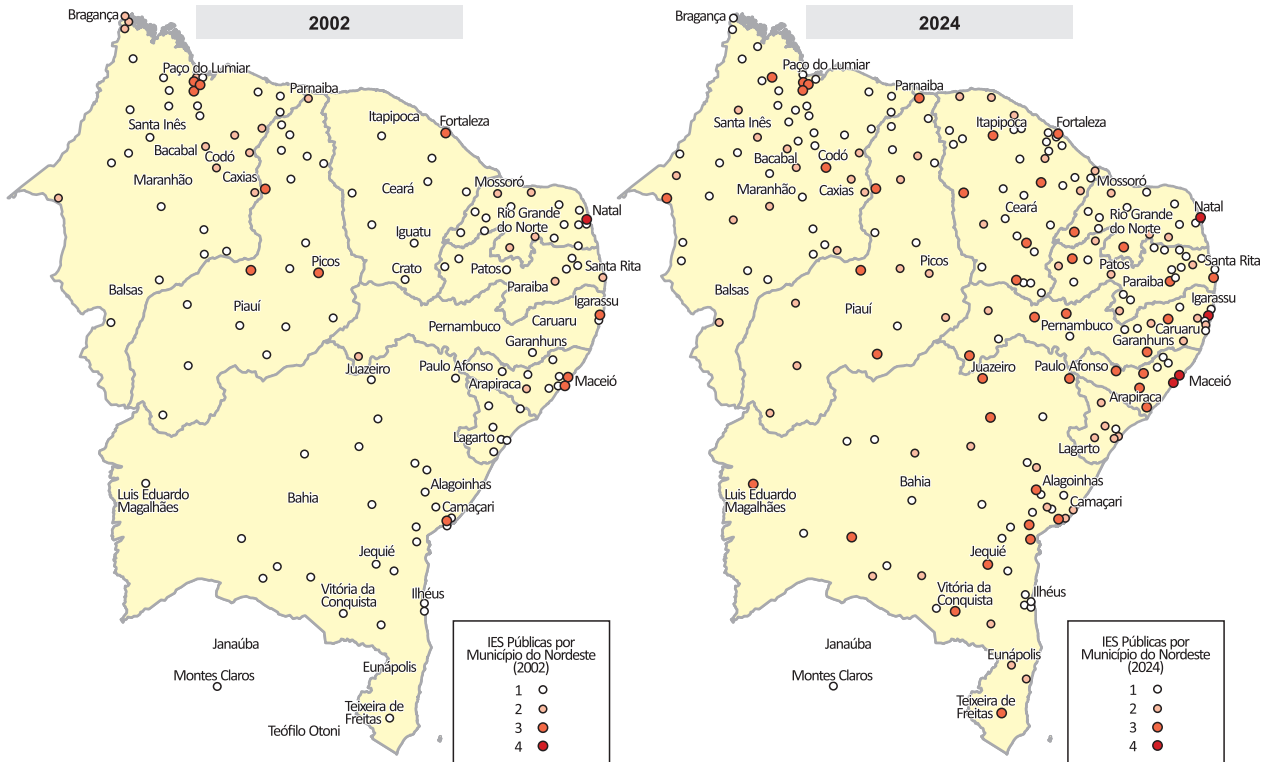 2002
Bragança
Paço do Lumiar
Parnaiba
Itapipoca
Fortaleza
Santa Inês
Bacabal
Codó
Caxias
Maranhão
Ceará
Mossoró
Rio Grande
do Norte
Natal
Iguatu
Crato
Picos
Patos
Santa Rita
Paraiba
Balsas
Piauí
Igarassu
Pernambuco
Caruaru
Garanhuns
Juazeiro
Paulo Afonso
Arapiraca
Maceió
Lagarto
Luis Eduardo
Magalhães
Bahia
Alagoinhas
Camaçari
Jequié
Vitória da
Conquista
Ilhéus
Janaúba
Montes Claros
Eunápolis
Teixeira de
Freitas
Teófilo Otoni
IES Públicas por
Município do Nordeste
(2002)
1
2
3
4
2024
Bragança
Paço do Lumiar
Parnaiba
Itapipoca
Fortaleza
Santa Inês
Bacabal
Codó
Caxias
Maranhão
Ceará
Mossoró
Rio Grande
do Norte
Natal
Patos
Santa Rita
Paraiba
Balsas
Piauí
Igarassu
Pernambuco
Caruaru
Garanhuns
Juazeiro
Paulo Afonso
Arapiraca
Maceió
Lagarto
Luis Eduardo
Magalhães
Bahia
Alagoinhas
Camaçari
Jequié
Vitória da
Conquista
Ilhéus
Janaúba
Montes Claros
Eunápolis
Teixeira de
Freitas
IES Públicas por
Município do Nordeste
(2024)
1
2
3
4